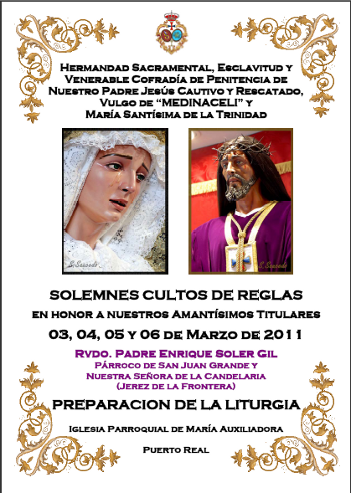 Hermandad Sacramental, Esclavitud y
Venerable Cofradía de Penitencia de
Nuestro Padre Jesús Cautivo y Rescatado,
Vulgo de “MEDINACELI” y
María Santísima de la Trinidad
SOLEMNES CULTOS DE REGLAS
EN HONOR A NUESTROS AMANTÍSIMOS TITULARES
03, 04, 05 y 06 de Marzo de 2011
Rvdo. Padre Enrique Soler Gil
Párroco de San Juan Grande y
Nuestra Señora de la Candelaria
(Jerez de la Frontera)
PREPARACION DE LA LITURGIA
Iglesia Parroquial de María Auxiliadora
Puerto Real